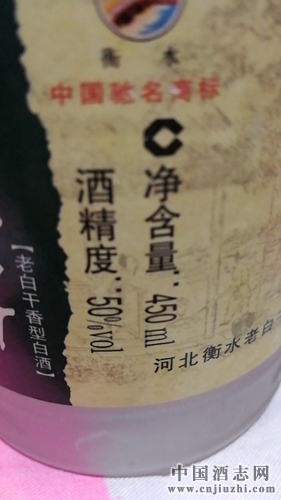 衡水
中国驰名商标
净含量:450ml
酒精度:50%vol
【老白干香型白酒】
河北衡水老白
中国酒志网
www.cnjiuzhi.com